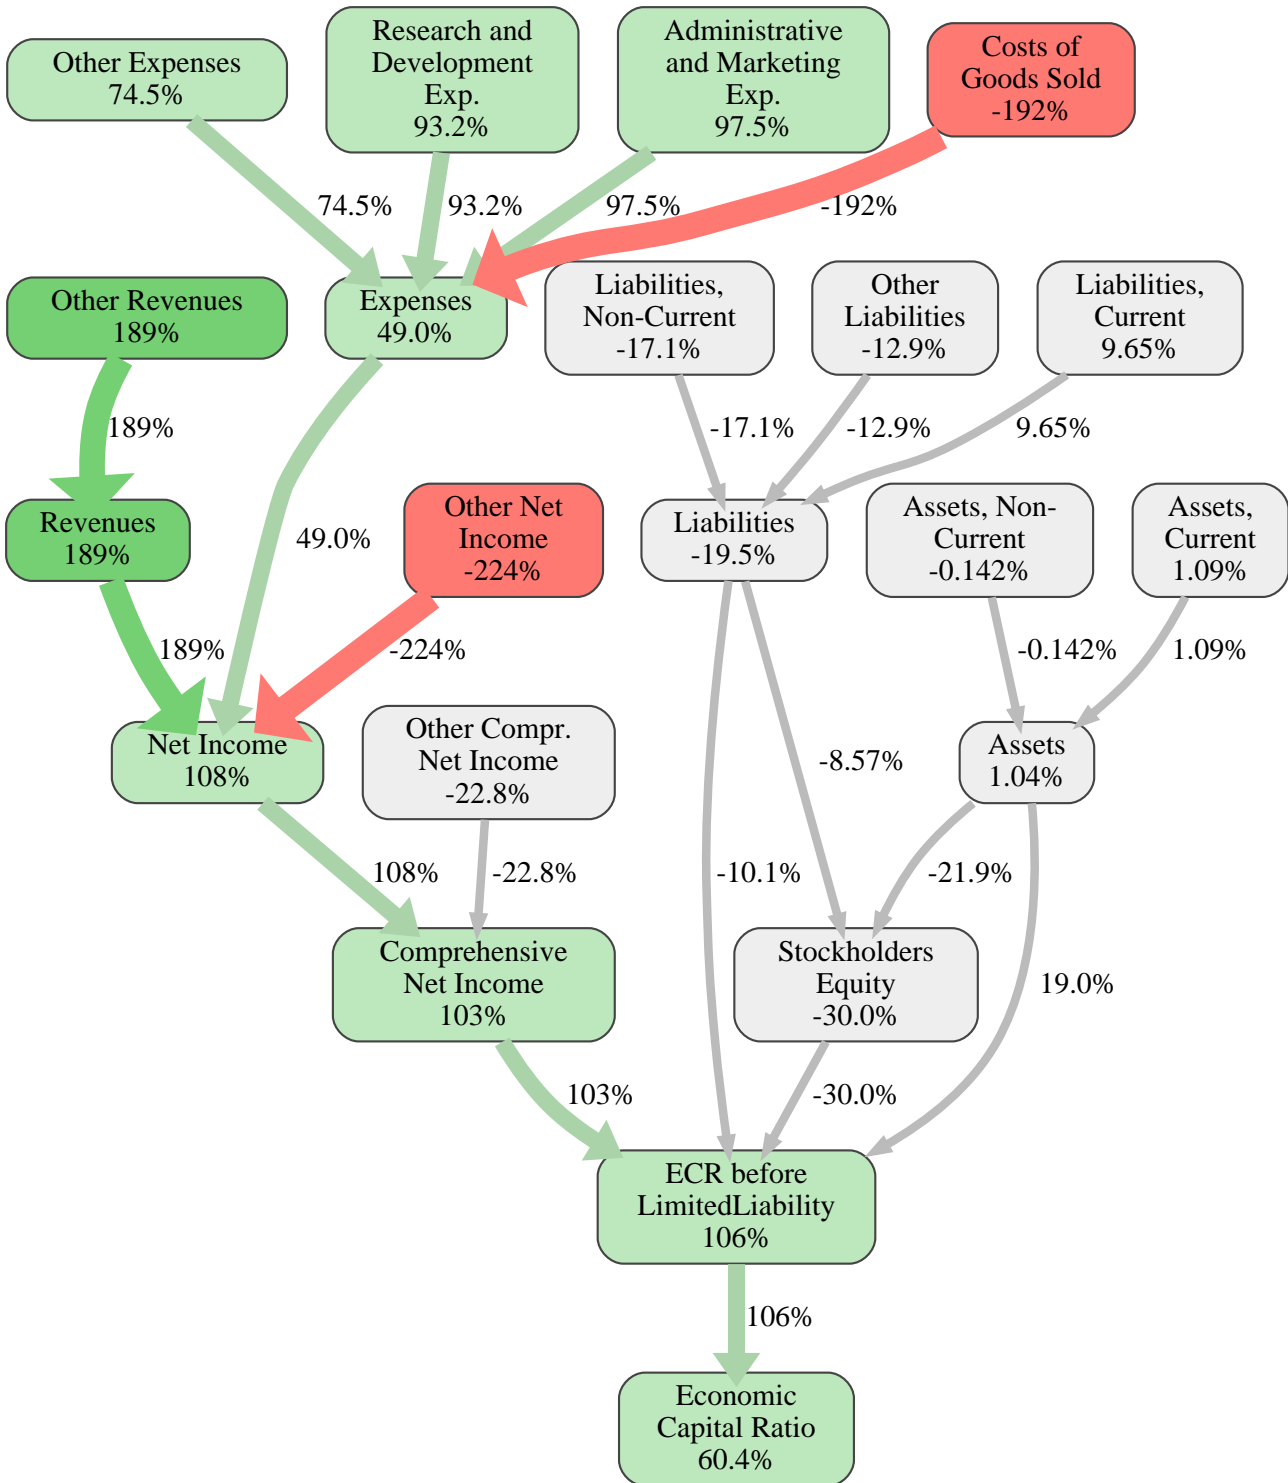 Other Expenses
74.5%
Research and
Development
Exp.
93.2%
Administrative
and Marketing
Exp.
97.5%
Costs of
Goods Sold
-192%
74.5%
93.2%
97.5%
-192%
Other Revenues
189%
Expenses
49.0%
Liabilities,
Non-Current
-17.1%
Other
Liabilities
-12.9%
Liabilities,
Current
9.65%
189%
49.0%
-17.1%
-12.9%
9.65%
Revenues
189%
Other Net
Income
-224%
Liabilities
-19.5%
Assets, Non-
Current
-0.142%
Assets,
Current
1.09%
189%
-224%
-0.142%
1.09%
Net Income
108%
Other Compr.
Net Income
-22.8%
-8.57%
Assets
1.04%
108%
-22.8%
-10.1%
-21.9%
Comprehensive
Net Income
103%
Stockholders
Equity
-30.0%
19.0%
103%
-30.0%
ECR before
LimitedLiability
106%
106%
Economic
Capital Ratio
60.4%